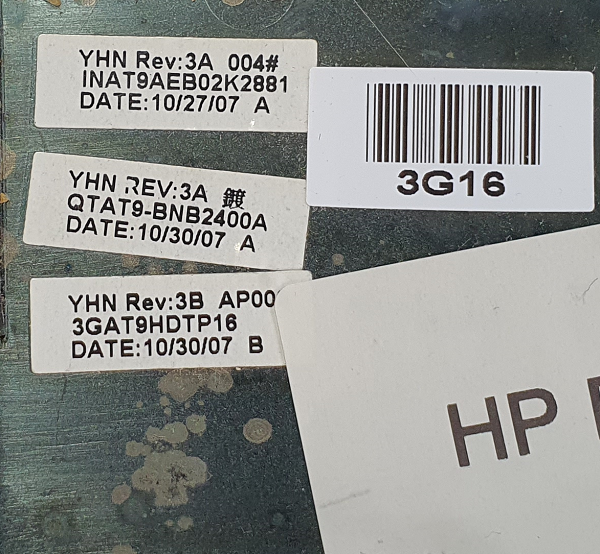 YHN Rev:3A 004#
INAT9AEB02K2881
DATE:10/27/07 A
3G16
YHN REV:3A 鍍
QTAT9-BNB2400A
DATE:10/30/07 A
YHN Rev:3B AP00
3GAT9HDTP16
DATE:10/30/07 B
HP